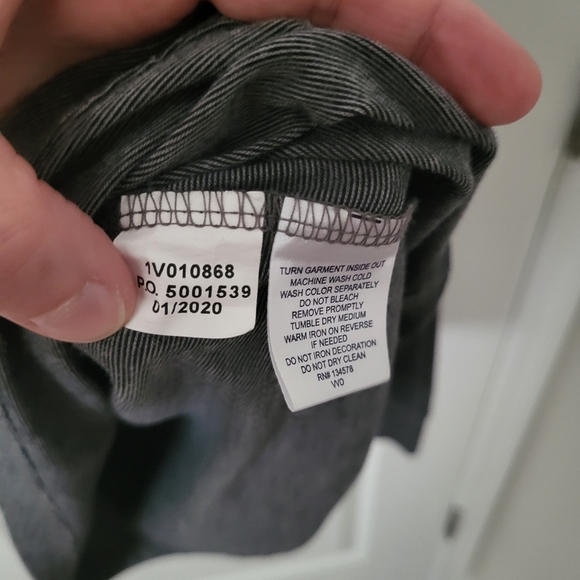 1V010868
P.O. 5001539
01/2020
TURN GARMENT INSIDE OUT
MACHINE WASH COLD
WASH COLOR SEPARATELY
DO NOT BLEACH
REMOVE PROMPTLY
TUMBLE DRY MEDIUM
WARM IRON ON REVERSE
IF NEEDED
DO NOT IRON DECORATION
DO NOT DRY CLEAN
RN# 134578
VVO